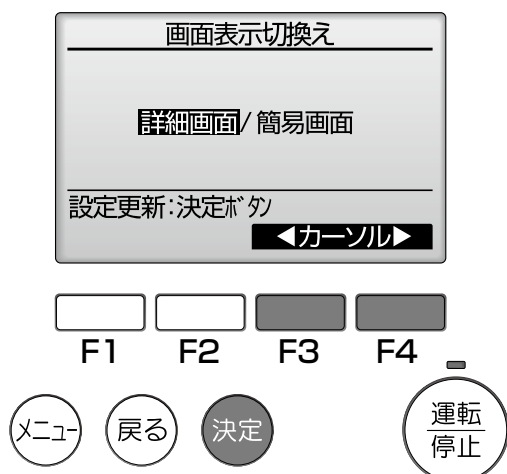 画面表示切換え
詳細画面/簡易画面
設定更新:決定ボタン
◀カーソル▶
F1 F2 F3 F4
メニュー 戻る 決定 運転
停止